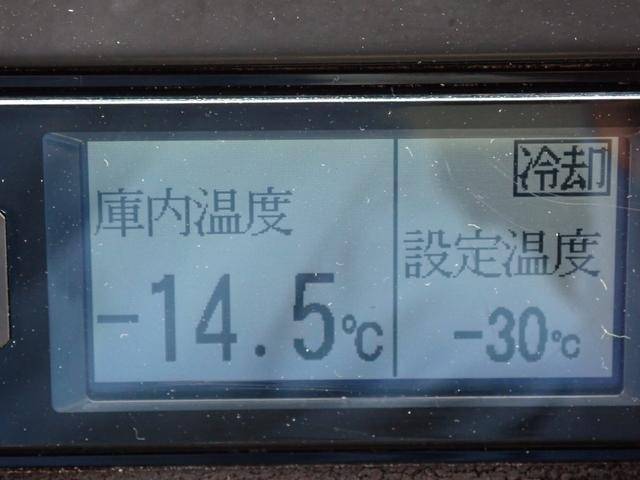 庫内温度
-14.5℃
冷却
設定温度
-30℃